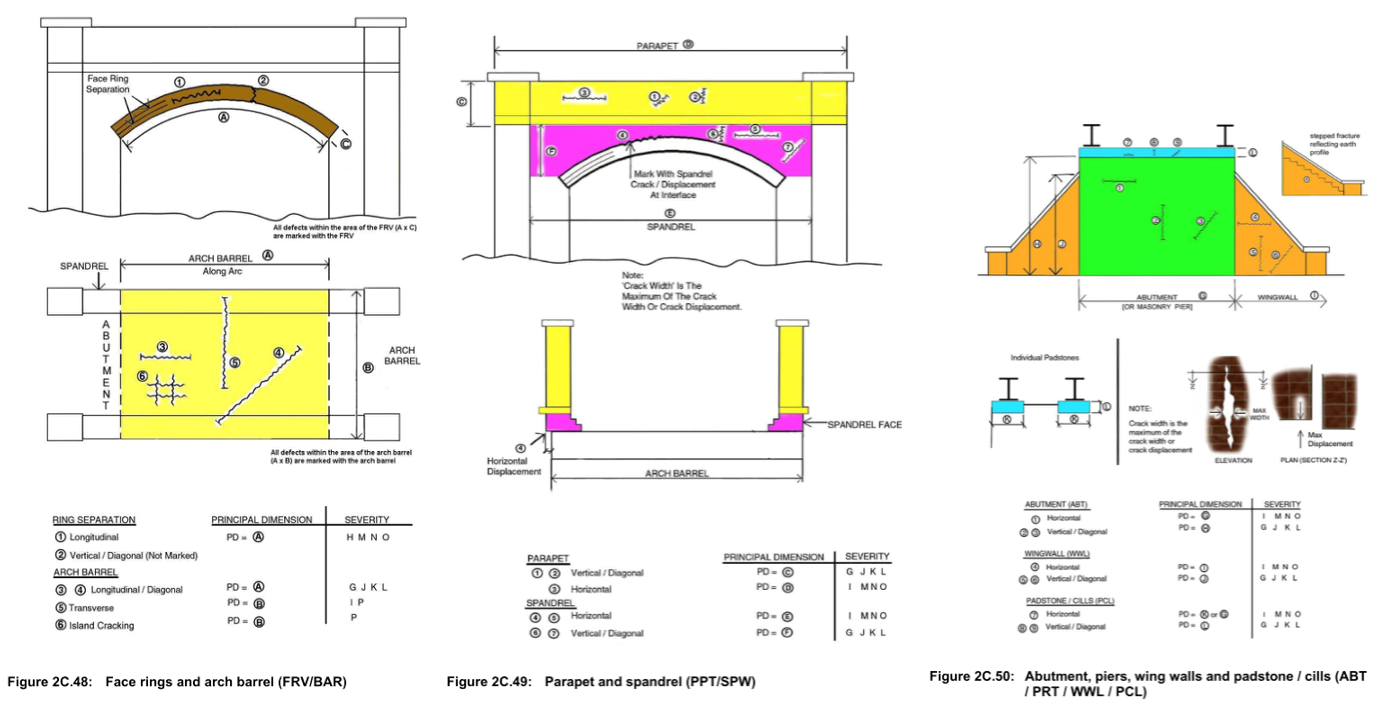 Face Ring
Separation
1
2
A
C
All defects within the area of the FRV (A x C)
are marked with the FRV
ARCH BARREL A
Along Arc
SPANDREL
ABUTMENT
3
4
5
6
B
ARCH
BARREL
All defects within the area of the arch barrel
(A x B) are marked with the arch barrel
RING SEPARATION PRINCIPAL DIMENSION SEVERITY
1 Longitudinal PD = A H M N O
2 Vertical / Diagonal (Not Marked)
ARCH BARREL
3 4 Longitudinal / Diagonal PD = A G J K L
5 Transverse PD = B I P
6 Island Cracking PD = B P
Figure 2C.48: Face rings and arch barrel (FRV/BAR)
PARAPET D
C
3
1
2
F
4
6
5
7
Mark With Spandrel
Crack / Displacement
At Interface
E
SPANDREL
Note:
'Crack Width' Is The
Maximum Of The Crack
Width Or Crack Displacement.
SPANDREL FACE
4
Horizontal
Displacement
ARCH BARREL
PARAPET PRINCIPAL DIMENSION SEVERITY
1 2 Vertical / Diagonal PD = C G J K L
3 Horizontal PD = D I M N O
SPANDREL
4 5 Horizontal PD = E I M N O
6 7 Vertical / Diagonal PD = F G J K L
Figure 2C.49: Parapet and spandrel (PPT/SPW)
7 8 9
L
stepped fracture
reflecting earth
profile
1
2
3
4
5
6
H
J
ABUTMENT G
[OR MASONRY PIER]
WINGWALL I
Individual Padstones
K
K
L
NOTE:
Crack width is the
maximum of the
crack width or
crack displacement
Z
Z'
MAX
WIDTH
Max
Displacement
ELEVATION
PLAN (SECTION Z-Z')
ABUTMENT (ABT) PRINCIPAL DIMENSION SEVERITY
1 Horizontal PD = G I M N O
2 3 Vertical / Diagonal PD = H G J K L
WINGWALL (WWL)
4 Horizontal PD = I I M N O
5 6 Vertical / Diagonal PD = J G J K L
PADSTONE / CILLS (PCL)
7 Horizontal PD = K or G I M N O
8 9 Vertical / Diagonal PD = L G J K L
Figure 2C.50: Abutment, piers, wing walls and padstone / cills (ABT
/ PRT / WWL / PCL)